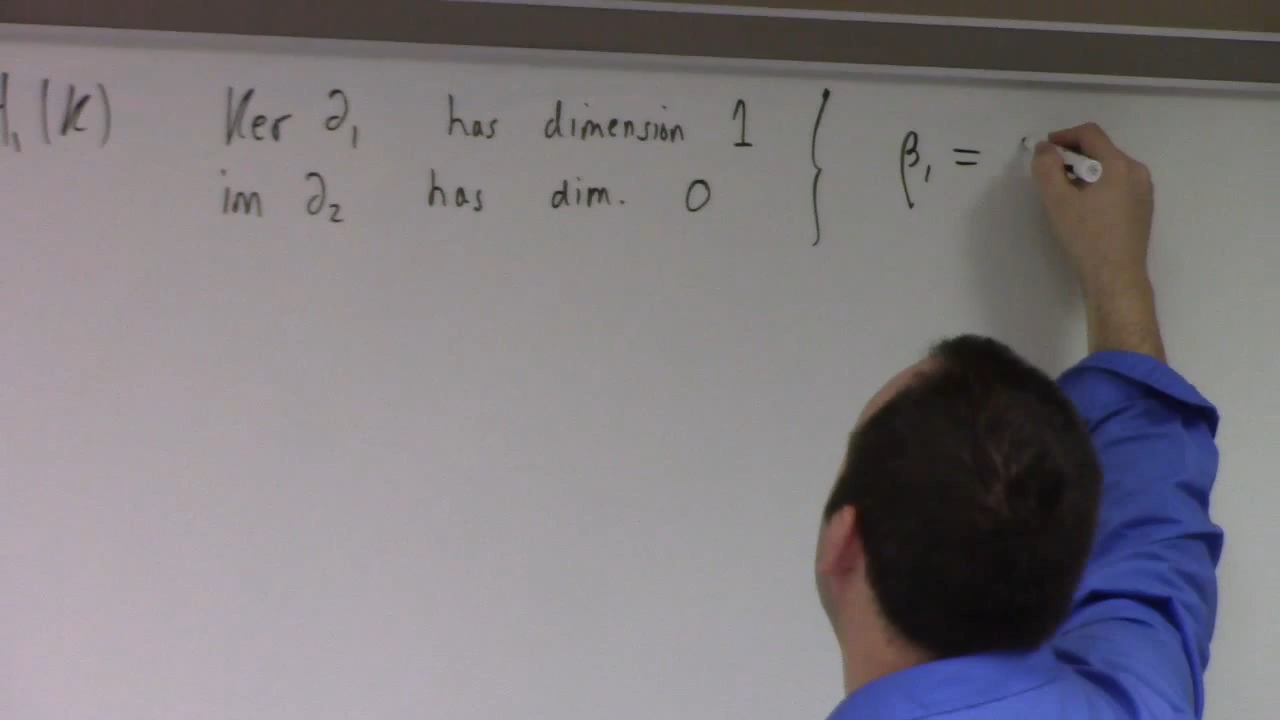 H₁(K) Ker ∂₁ has dimension 1 } β₁ =
im ∂₂ has dim. 0